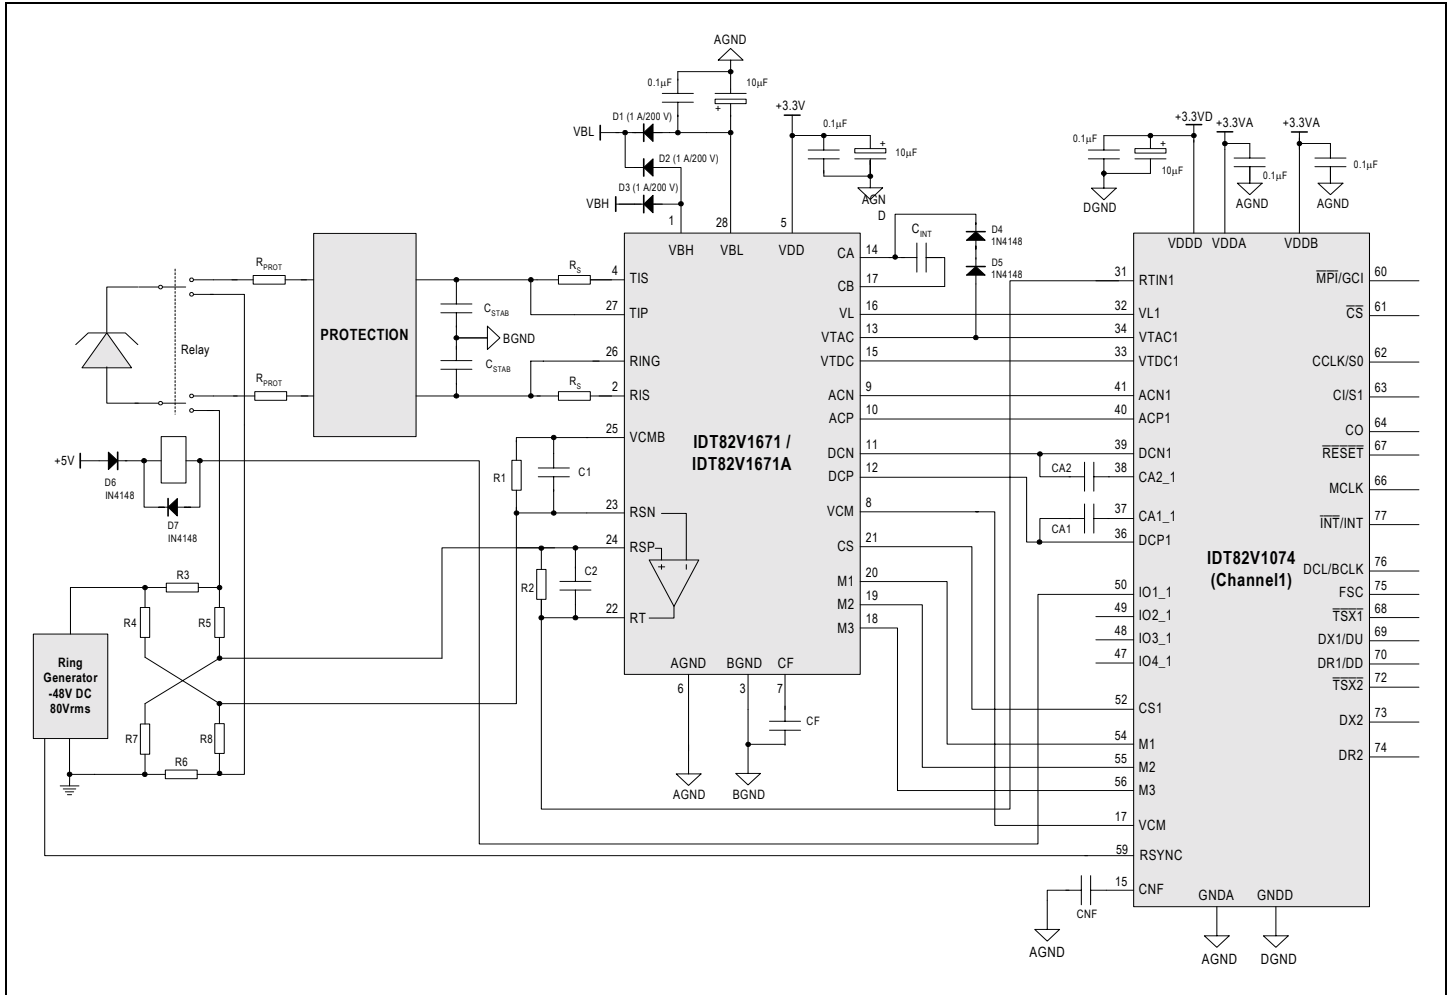 AGND
0.1µF
10µF
+
D1 (1 A/200 V)
VBL
D2 (1 A/200 V)
D3 (1 A/200 V)
VBH
1
28
5
+3.3V
0.1µF
+
10µF
AGN
D
+3.3VD
+3.3VA
+3.3VA
0.1µF
+
10µF
0.1µF
0.1µF
DGND
AGND
AGND
VBH
VBL
VDD
VDDD
VDDA
VDDB
C INT
D4
1N4148
D5
1N4148
CA
14
CB
17
VL
16
VTAC
13
VTDC
15
ACN
9
ACP
10
DCN
11
DCP
12
VCM
8
CS
21
M1
20
M2
19
M3
18
4
TIS
27
TIP
26
RING
2
RIS
25
VCMB
23
RSN
24
RSP
+
–
22
RT
IDT82V1671 /
IDT82V1671A
AGND
BGND
CF
6
3
7
CF
AGND
BGND
R PROT
R PROT
PROTECTION
R S
R S
C STAB
C STAB
BGND
Relay
R1
C1
R2
C2
+5V
D6
IN4148
D7
IN4148
R3
R4
R5
R7
R8
R6
Ring
Generator
-48V DC
80Vrms
31
RTIN1
32
VL1
34
VTAC1
33
VTDC1
41
ACN1
40
ACP1
39
DCN1
CA2
38
CA2_1
37
CA1_1
CA1
36
DCP1
50
IO1_1
49
IO2_1
48
IO3_1
47
IO4_1
52
CS1
54
M1
55
M2
56
M3
17
VCM
59
RSYNC
15
CNF
CNF
AGND
IDT82V1074
(Channel1)
MPI/GCI
60
CS
61
CCLK/S0
62
CI/S1
63
CO
64
RESET
67
MCLK
66
INT/INT
77
DCL/BCLK
76
FSC
75
TSX1
68
DX1/DU
69
DR1/DD
70
TSX2
72
DX2
73
DR2
74
GNDA
GNDD
AGND
DGND